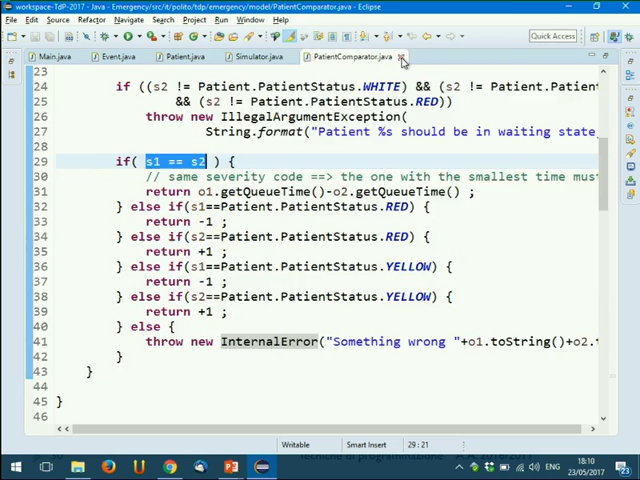 workspace-TdP-2017 - Java - Emergency/src/it/polito/tdp/emergency/model/PatientComparator.java - Eclipse
File Edit Source Refactor Navigate Search Project Run Window Help
Quick Access
Main.java Event.java Patient.java Simulator.java PatientComparator.java
23
24 if ((s2 != Patient.PatientStatus.WHITE) && (s2 != Patient.Patient
25 && (s2 != Patient.PatientStatus.RED))
26 throw new IllegalArgumentException(
27 String.format("Patient %s should be in waiting state
28
29 if( s1 == s2 ) {
30 // same severity code ==> the one with the smallest time must
31 return o1.getQueueTime()-o2.getQueueTime() ;
32 } else if(s1==Patient.PatientStatus.RED) {
33 return -1 ;
34 } else if(s2==Patient.PatientStatus.RED) {
35 return +1 ;
36 } else if(s1==Patient.PatientStatus.YELLOW) {
37 return -1 ;
38 } else if(s2==Patient.PatientStatus.YELLOW) {
39 return +1 ;
40 } else {
41 throw new InternalError("Something wrong "+o1.toString()+o2.t
42 }
43 }
44
45 }
46
Writable Smart Insert 29 : 21
Tecniche di programmazione A.A. 2016/2017
ENG 18:10
23/05/2017